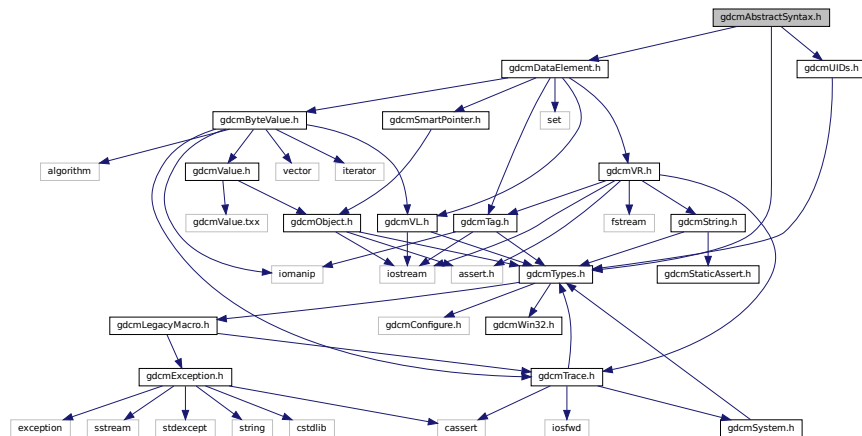 gdcmAbstractSyntax.h
gdcmDataElement.h
gdcmUIDs.h
gdcmByteValue.h
gdcmSmartPointer.h
set
algorithm
gdcmValue.h
vector
iterator
gdcmVR.h
gdcmValue.txx
gdcmObject.h
gdcmVL.h
gdcmTag.h
fstream
gdcmString.h
iomanip
iostream
assert.h
gdcmTypes.h
gdcmStaticAssert.h
gdcmLegacyMacro.h
gdcmConfigure.h
gdcmWin32.h
gdcmException.h
gdcmTrace.h
exception
sstream
stdexcept
string
cstdlib
cassert
iosfwd
gdcmSystem.h